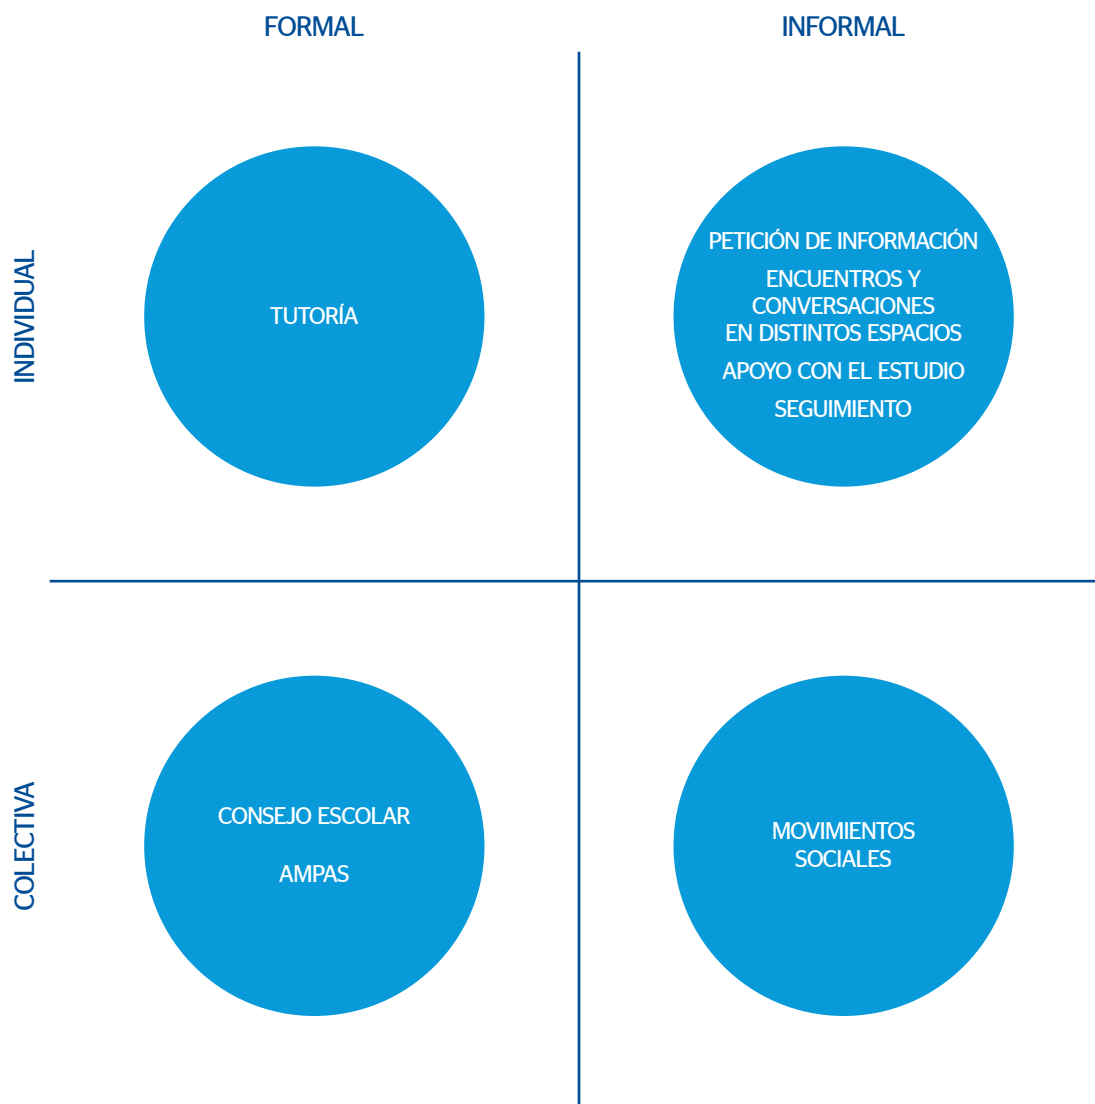 FORMAL
INFORMAL
INDIVIDUAL
TUTORÍA
PETICIÓN DE INFORMACIÓN
ENCUENTROS Y
CONVERSACIONES
EN DISTINTOS ESPACIOS
APOYO CON EL ESTUDIO
SEGUIMIENTO
COLECTIVA
CONSEJO ESCOLAR
AMPAS
MOVIMIENTOS
SOCIALES